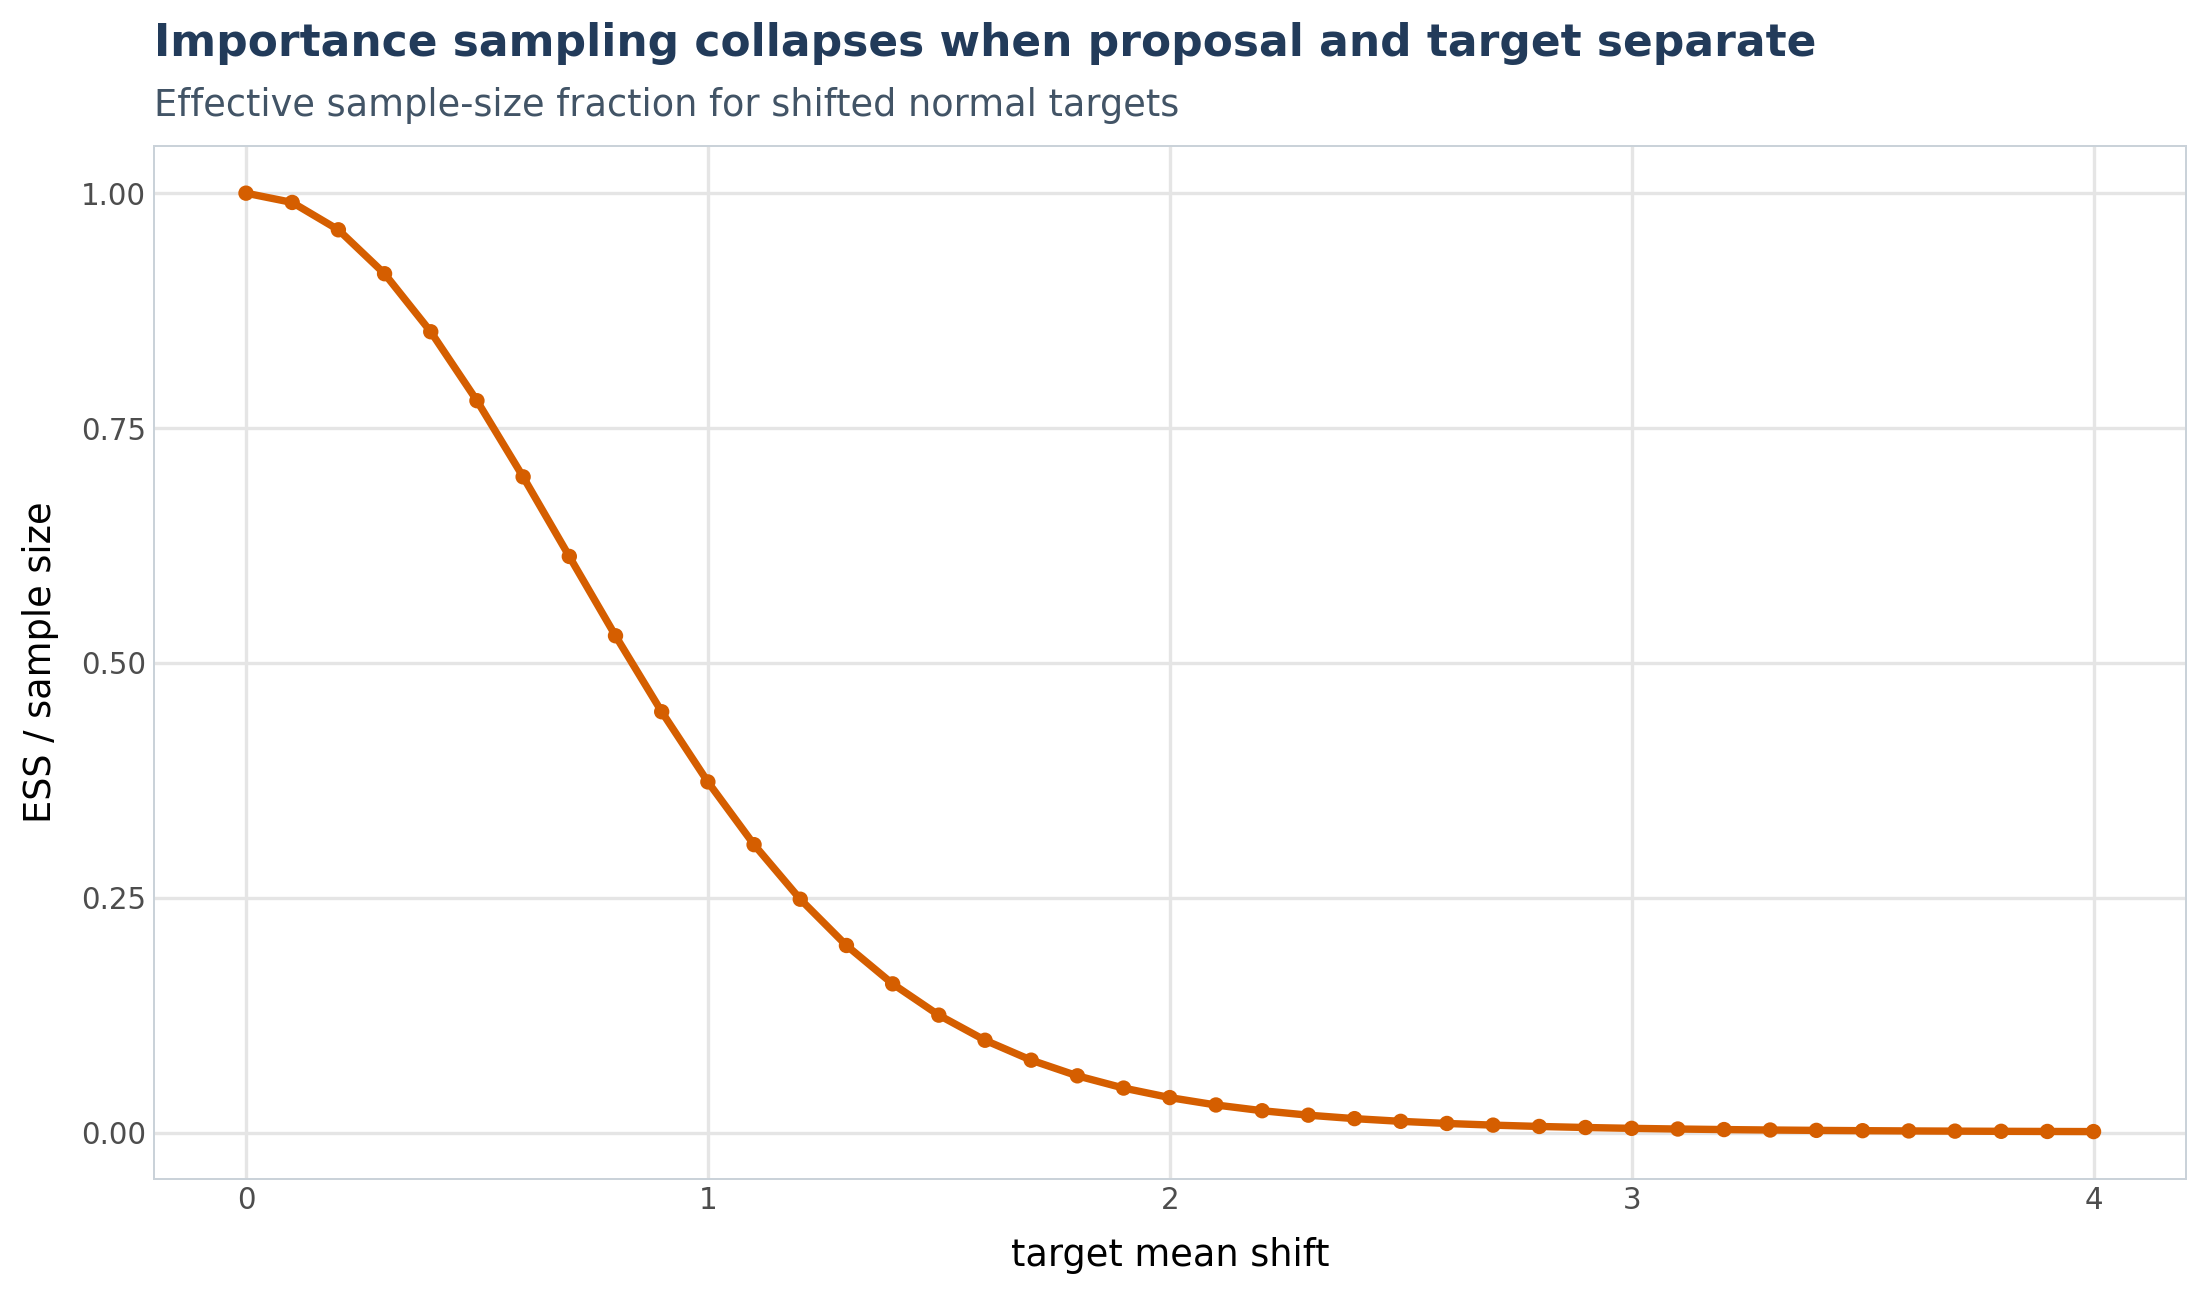 Importance sampling collapses when proposal and target separate
Effective sample-size fraction for shifted normal targets
ESS / sample size
1.00
0.75
0.50
0.25
0.00
0 1 2 3 4
target mean shift